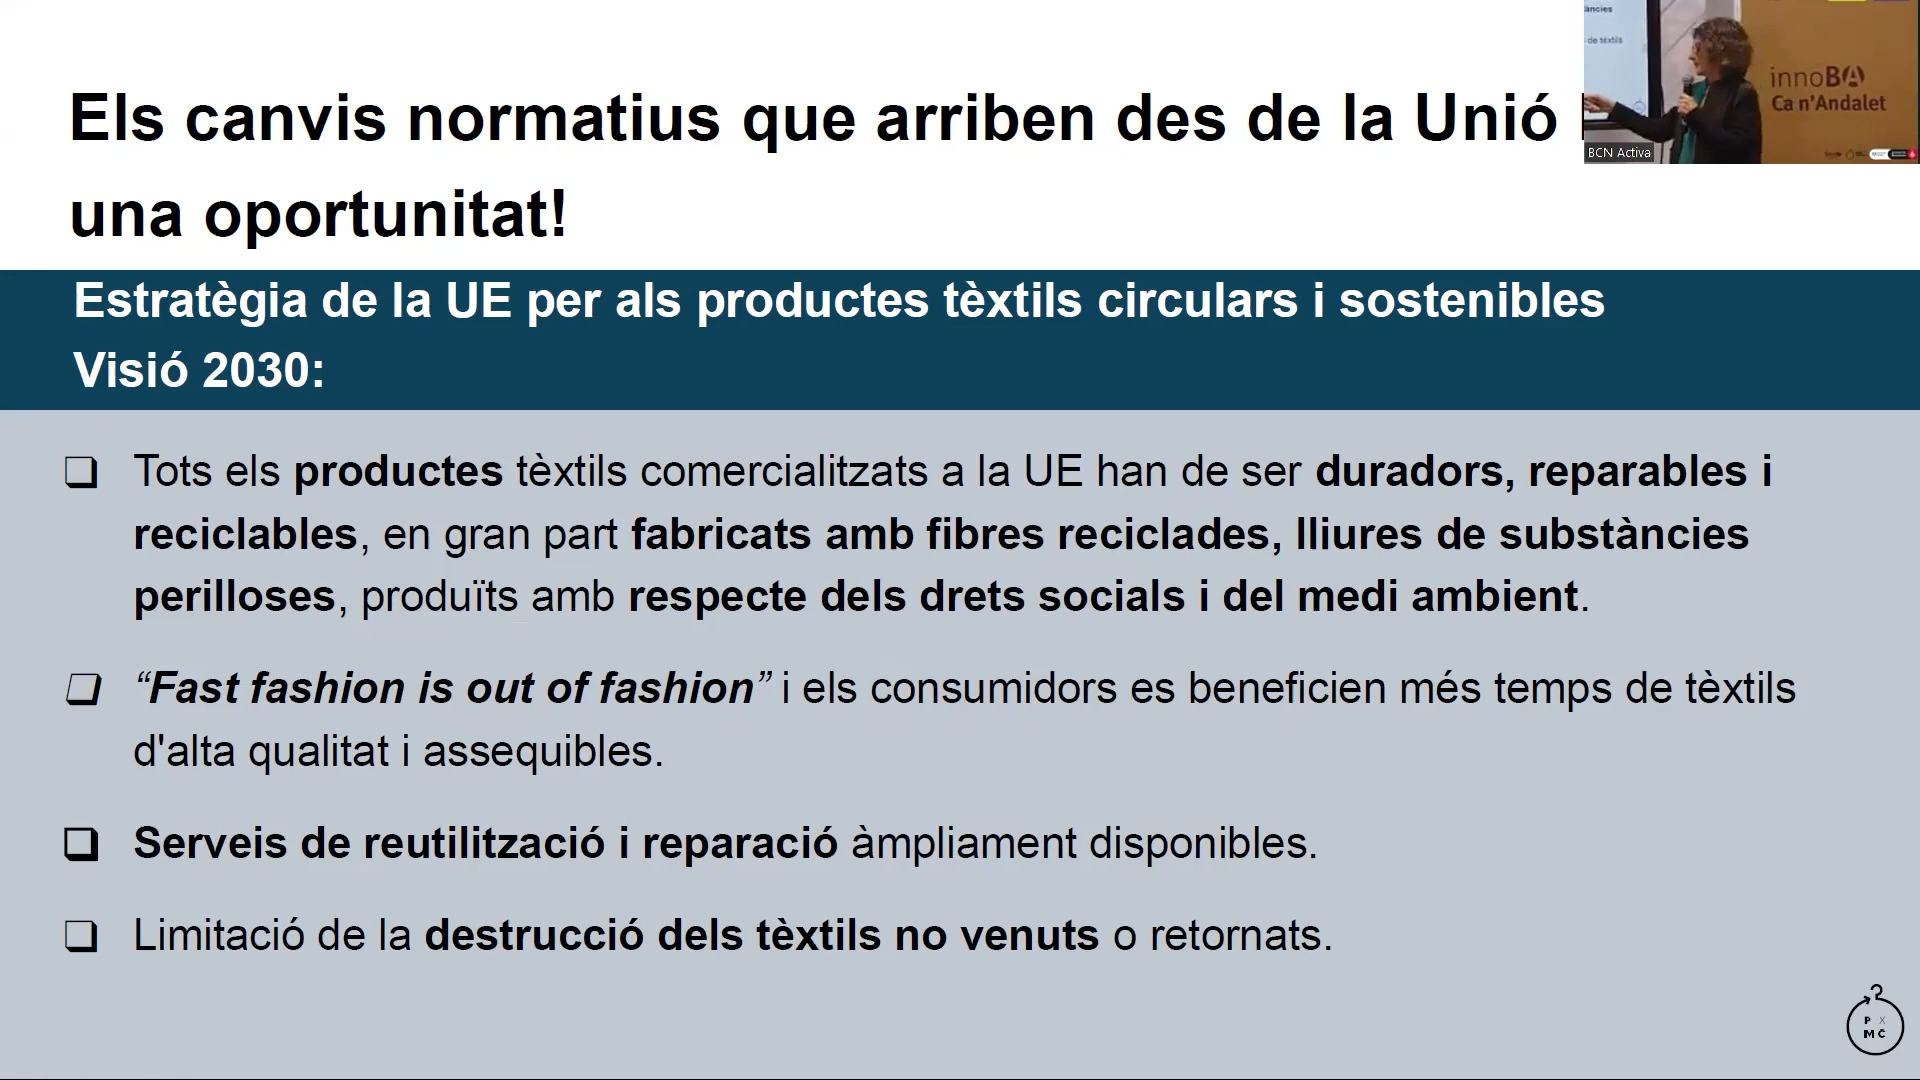 Els canvis normatius que arriben des de la Unió
una oportunitat!
Estratègia de la UE per als productes tèxtils circulars i sostenibles
Visió 2030:
❏ Tots els productes tèxtils comercialitzats a la UE han de ser duradors, reparables i
reciclables, en gran part fabricats amb fibres reciclades, lliures de substàncies
perilloses, produïts amb respecte dels drets socials i del medi ambient.
❏ “Fast fashion is out of fashion” i els consumidors es beneficien més temps de tèxtils
d'alta qualitat i assequibles.
❏ Serveis de reutilització i reparació àmpliament disponibles.
❏ Limitació de la destrucció dels tèxtils no venuts o retornats.
de tèxtils
innoBA
Ca n'Andalet
BCN Activa
P X
M C